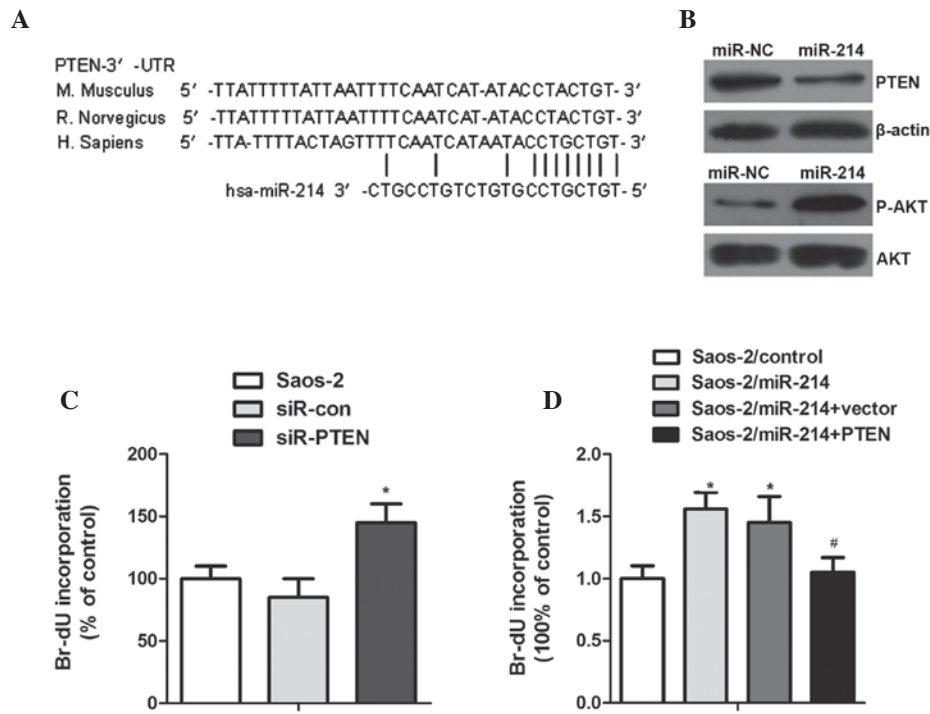 A
PTEN-3′ -UTR
M. Musculus 5′ -TTATTTTTATTAATTTTCAATCAT-ATACCTACTGT- 3′
R. Norvegicus 5′ -TTATTTTTATTAATTTTCAATCAT-ATACCTACTGT- 3′
H. Sapiens 5′ -TTA-TTTTACTAGTTTTCAATCATAATACCTGCTGT- 3′
hsa-miR-214 3′ -CTGCCTGTCTGTGCCTGCTGT- 5′
B
miR-NC miR-214
PTEN
β-actin
miR-NC miR-214
P-AKT
AKT
C
Saos-2
siR-con
siR-PTEN
Br-dU incorporation
(% of control)
200
150
100
50
0
*
D
Saos-2/control
Saos-2/miR-214
Saos-2/miR-214+vector
Saos-2/miR-214+PTEN
Br-dU incorporation
(100% of control)
2.0
1.5
1.0
0.5
0.0
* *
#